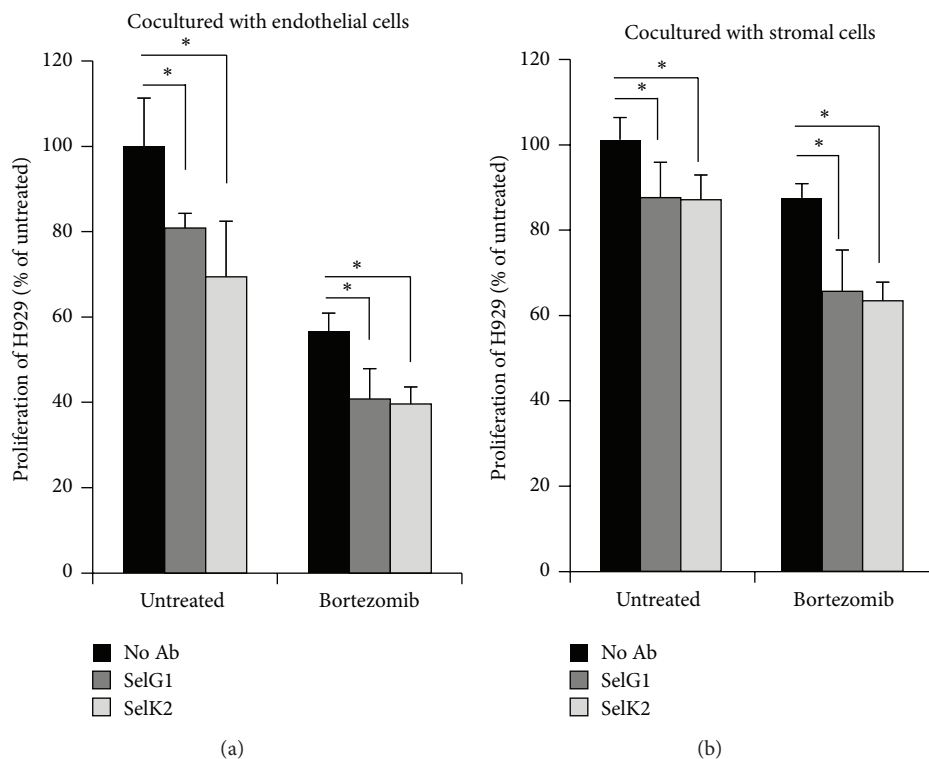 Cocultured with endothelial cells
Proliferation of H929 (% of untreated)
120
100
80
60
40
20
0
*
*
*
*
Untreated
Bortezomib
No Ab
SelG1
SelK2
(a)
Cocultured with stromal cells
Proliferation of H929 (% of untreated)
120
100
80
60
40
20
0
*
*
*
*
Untreated
Bortezomib
No Ab
SelG1
SelK2
(b)